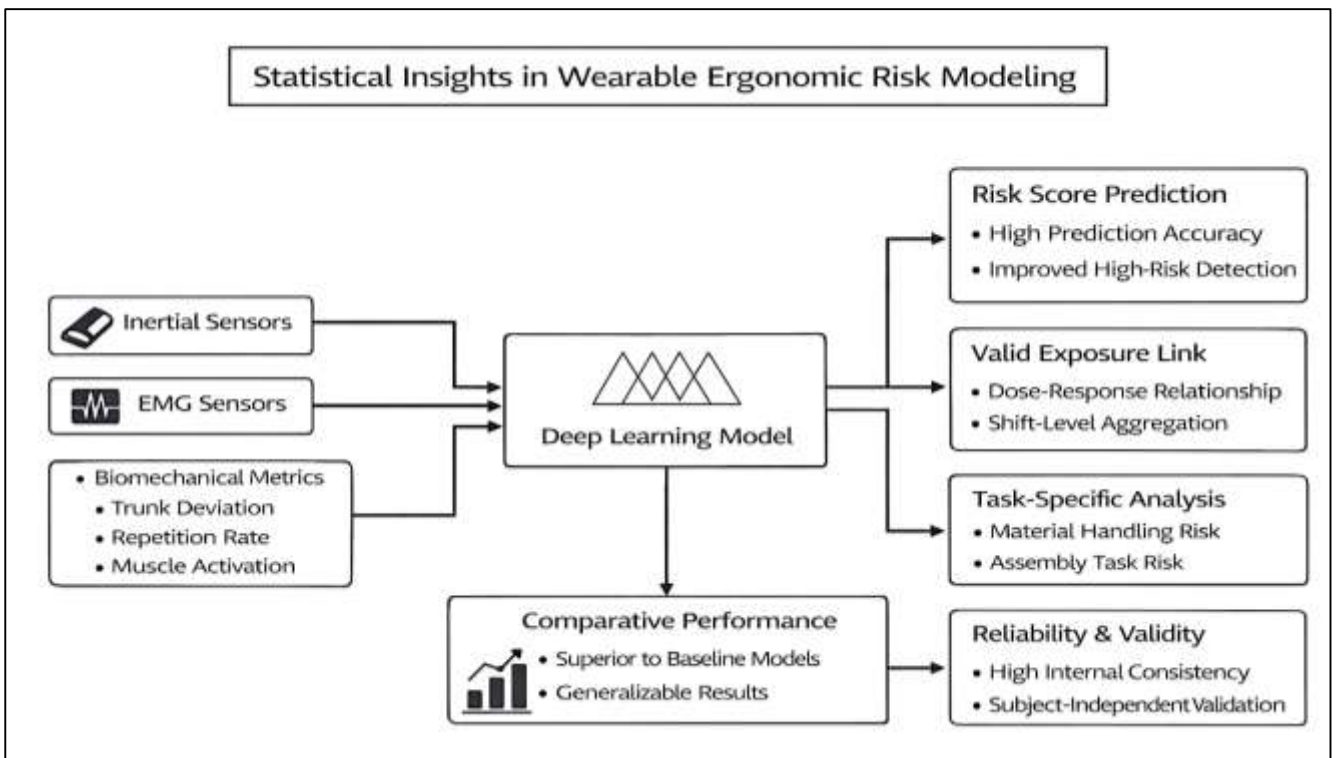 Statistical Insights in Wearable Ergonomic Risk Modeling
Inertial Sensors
EMG Sensors
• Biomechanical Metrics
• Trunk Deviation
• Repetition Rate
• Muscle Activation
Deep Learning Model
Comparative Performance
• Superior to Baseline Models
• Generalizable Results
Risk Score Prediction
• High Prediction Accuracy
• Improved High-Risk Detection
Valid Exposure Link
• Dose-Response Relationship
• Shift-Level Aggregation
Task-Specific Analysis
• Material Handling Risk
• Assembly Task Risk
Reliability & Validity
• High Internal Consistency
• Subject-Independent Validation